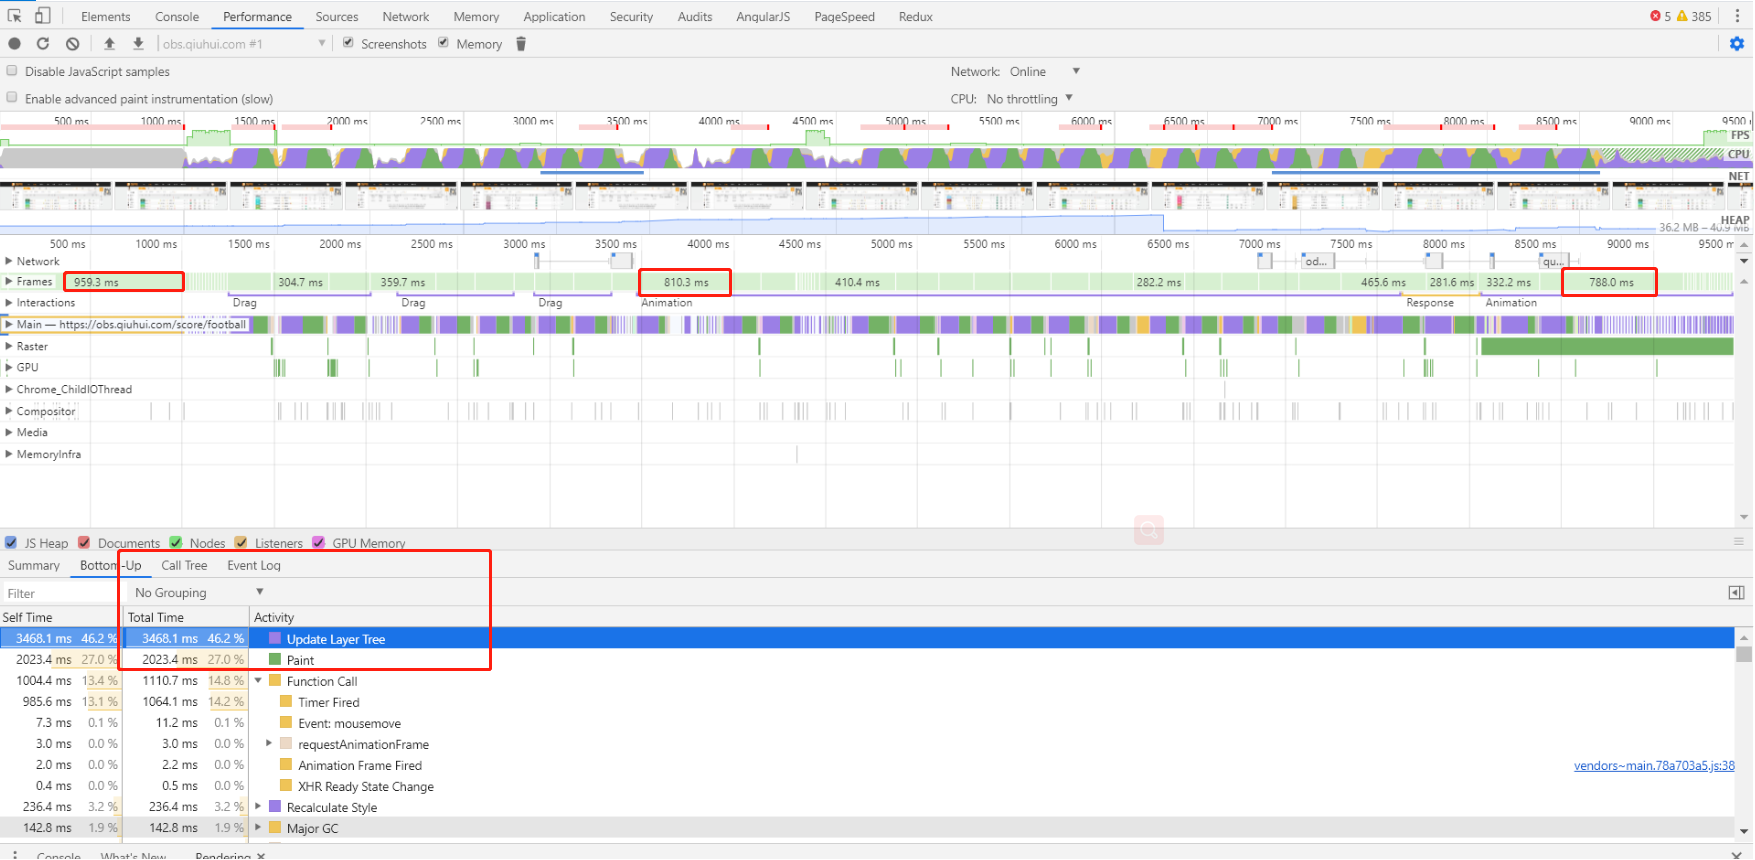 Elements Console Performance Sources Network Memory Application Security Audits AngularJS PageSpeed Redux 5 385
obs.qiuhui.com #1 Screenshots Memory
Disable JavaScript samples Network: Online
Enable advanced paint instrumentation (slow) CPU: No throttling
500 ms 1000 ms 1500 ms 2000 ms 2500 ms 3000 ms 3500 ms 4000 ms 4500 ms 5000 ms 5500 ms 6000 ms 6500 ms 7000 ms 7500 ms 8000 ms 8500 ms 9000 ms 9500
FPS
CPU
NET
HEAP
36.2 MB – 40.9 MB
500 ms 1000 ms 1500 ms 2000 ms 2500 ms 3000 ms 3500 ms 4000 ms 4500 ms 5000 ms 5500 ms 6000 ms 6500 ms 7000 ms 7500 ms 8000 ms 8500 ms 9000 ms 9500 m
Network od... qu...
Frames 959.3 ms 304.7 ms 359.7 ms 810.3 ms 410.4 ms 282.2 ms 465.6 ms 281.6 ms 332.2 ms 788.0 ms
Interactions Drag Drag Drag Animation Response Animation
Main — https://obs.qiuhui.com/score/football
Raster
GPU
Chrome_ChildIOThread
Compositor
Media
MemoryInfra
JS Heap Documents Nodes Listeners GPU Memory
Summary Bottom-Up Call Tree Event Log
Filter No Grouping
Self Time Total Time Activity
3468.1 ms 46.2 % 3468.1 ms 46.2 % Update Layer Tree
2023.4 ms 27.0 % 2023.4 ms 27.0 % Paint
1004.4 ms 13.4 % 1110.7 ms 14.8 % Function Call
985.6 ms 13.1 % 1064.1 ms 14.2 % Timer Fired
7.3 ms 0.1 % 11.2 ms 0.1 % Event: mousemove
3.0 ms 0.0 % 3.0 ms 0.0 % requestAnimationFrame
2.0 ms 0.0 % 2.2 ms 0.0 % Animation Frame Fired vendors~main.78a703a5.js:38
0.4 ms 0.0 % 0.5 ms 0.0 % XHR Ready State Change
236.4 ms 3.2 % 236.4 ms 3.2 % Recalculate Style
142.8 ms 1.9 % 142.8 ms 1.9 % Major GC
Console What's New Rendering